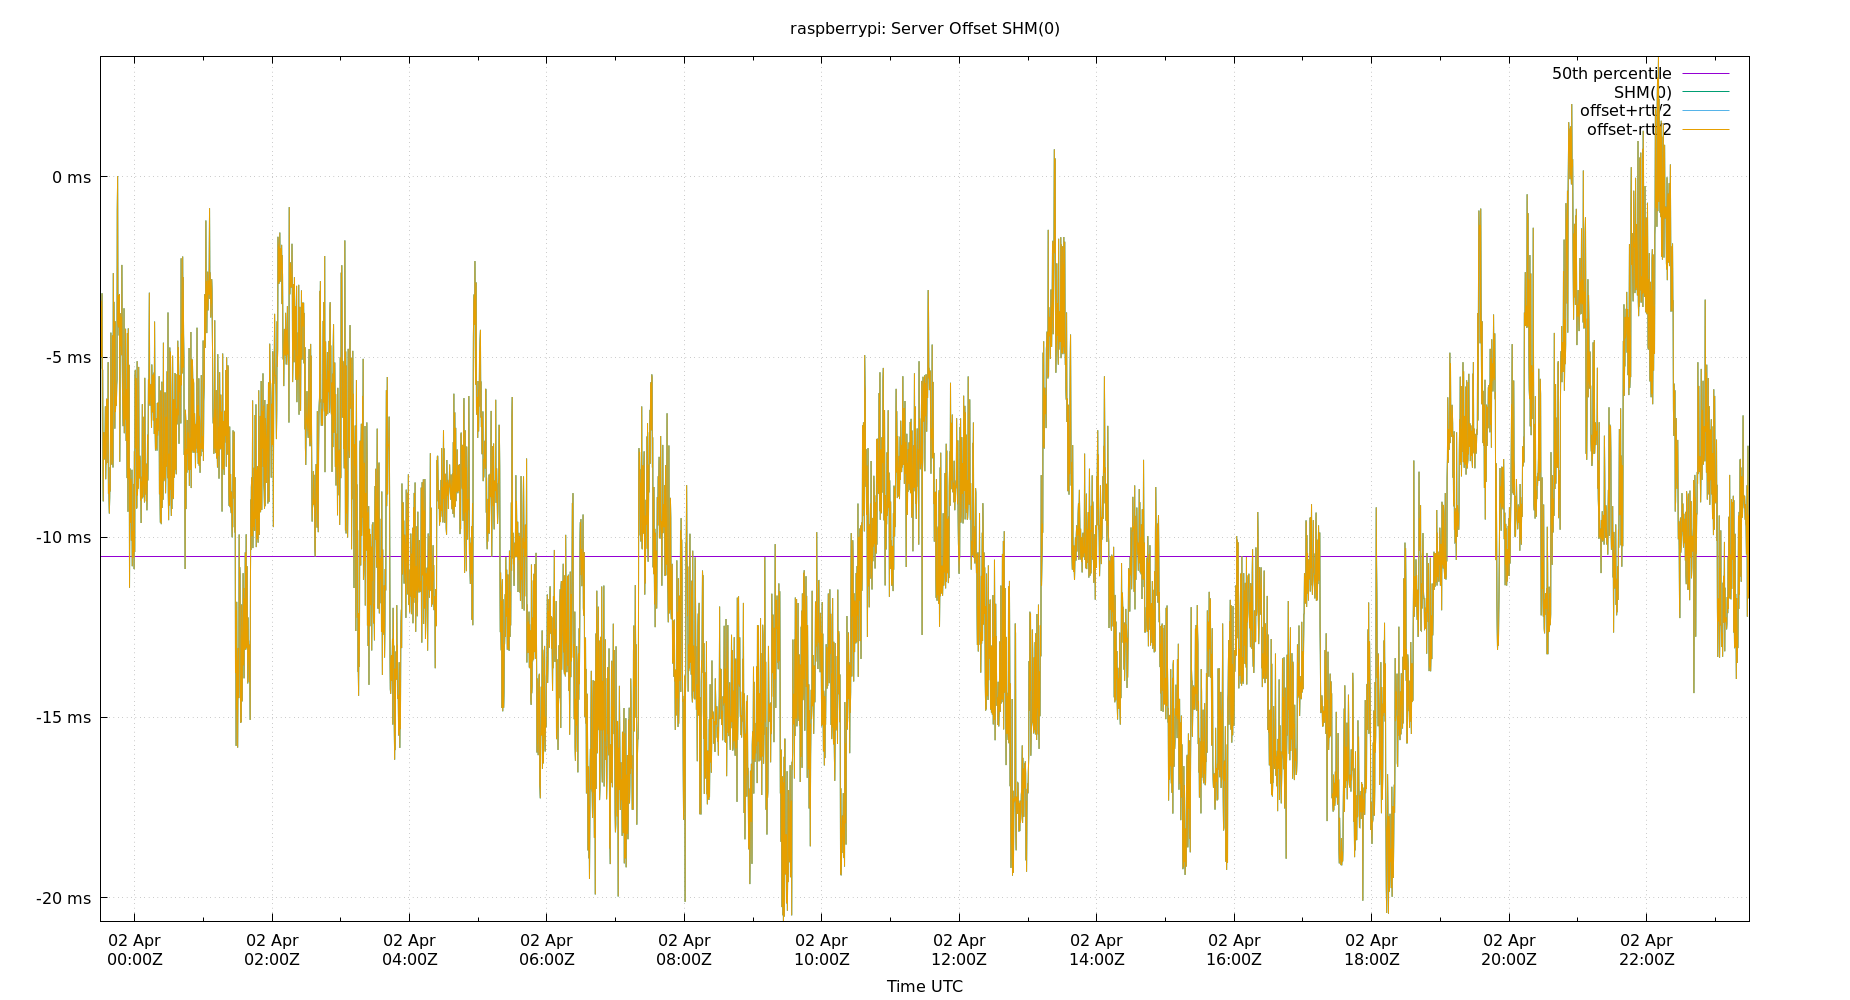 raspberrypi: Server Offset SHM(0)
50th percentile
SHM(0)
offset+rtt/2
offset-rtt/2
0 ms
-5 ms
-10 ms
-15 ms
-20 ms
02 Apr 02 Apr 02 Apr 02 Apr 02 Apr 02 Apr 02 Apr 02 Apr 02 Apr 02 Apr 02 Apr 02 Apr
00:00Z 02:00Z 04:00Z 06:00Z 08:00Z 10:00Z 12:00Z 14:00Z 16:00Z 18:00Z 20:00Z 22:00Z
Time UTC